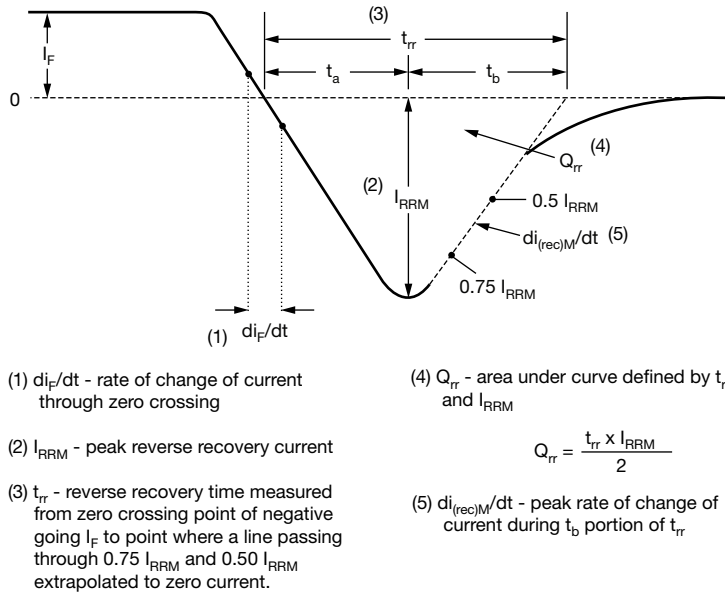 (3)
t_rr
I_F
t_a
t_b
0
Q_rr (4)
(2) I_RRM
0.5 I_RRM
di_(rec)M/dt (5)
0.75 I_RRM
(1) di_F/dt
(1) di_F/dt - rate of change of current
through zero crossing
(2) I_RRM - peak reverse recovery current
(3) t_rr - reverse recovery time measured
from zero crossing point of negative
going I_F to point where a line passing
through 0.75 I_RRM and 0.50 I_RRM
extrapolated to zero current.
(4) Q_rr - area under curve defined by t_r
and I_RRM
Q_rr = t_rr x I_RRM
2
(5) di_(rec)M/dt - peak rate of change of
current during t_b portion of t_rr